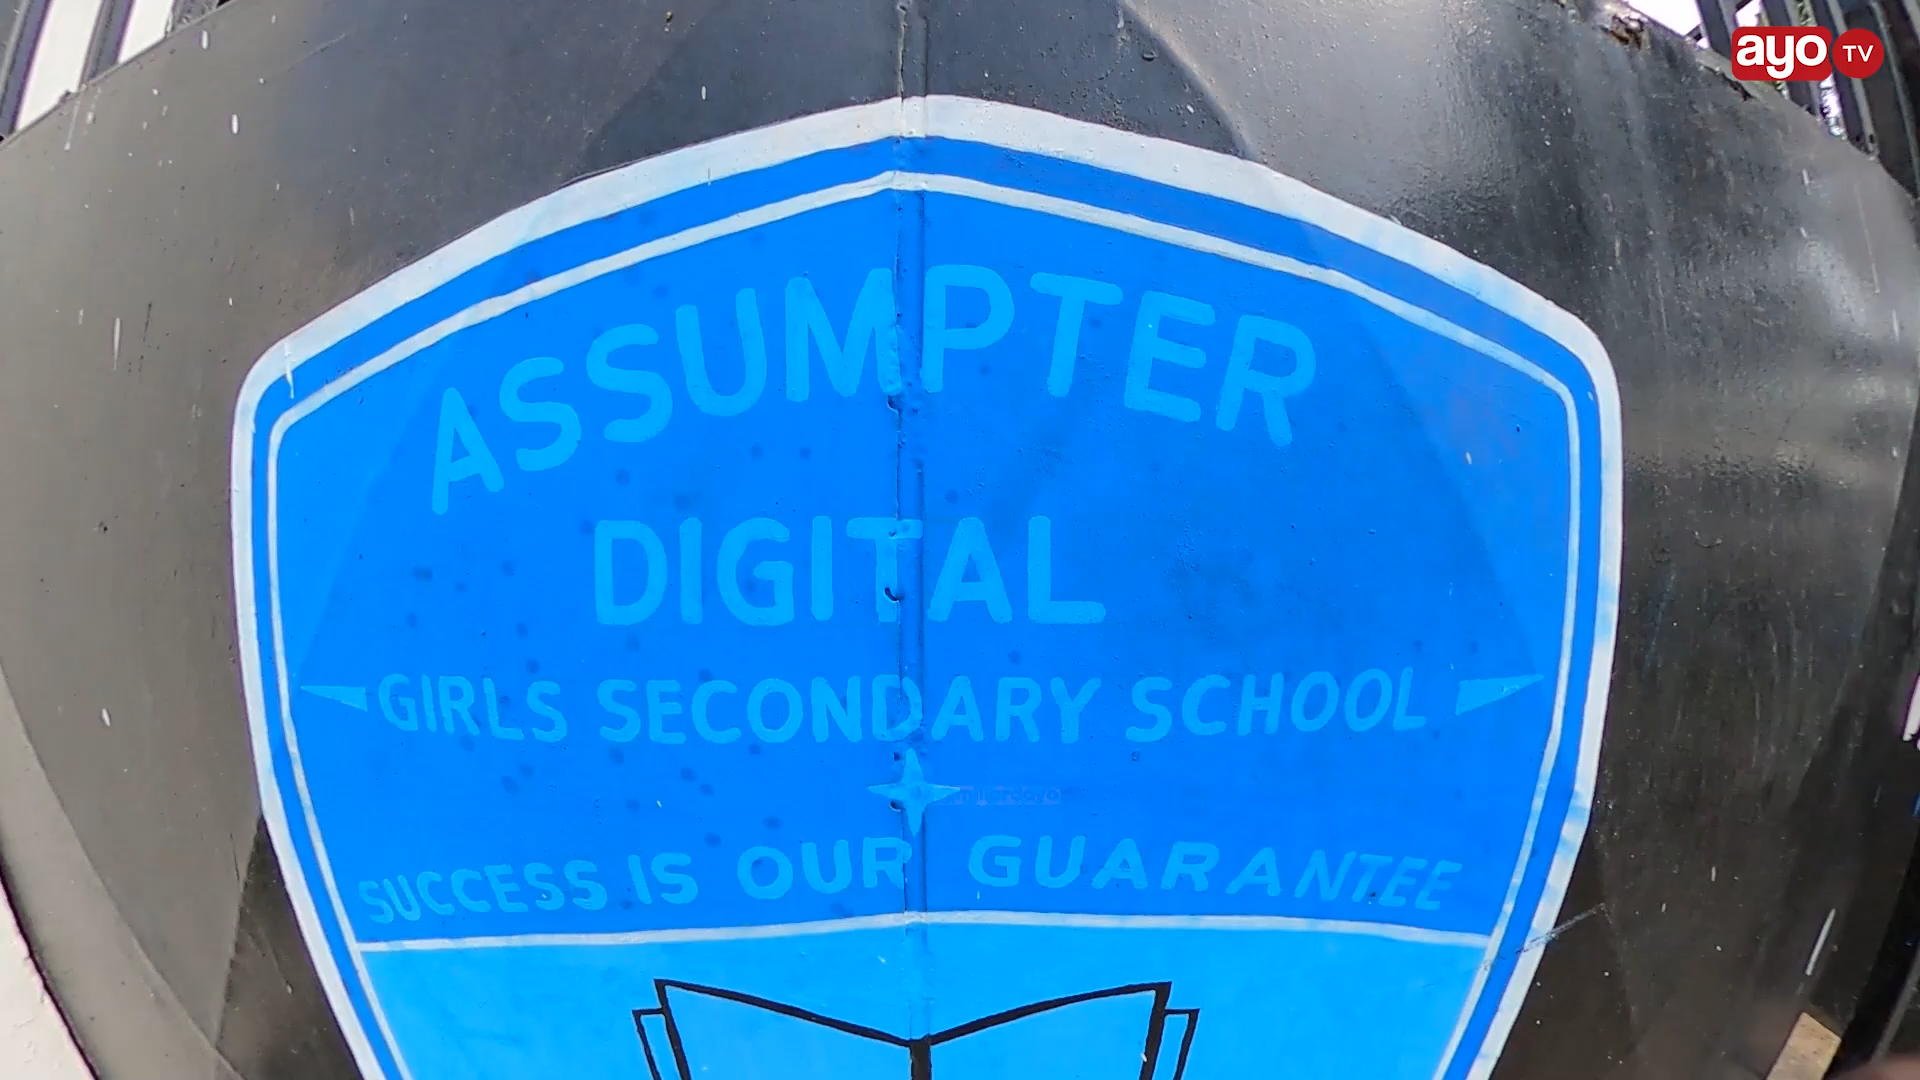 ayo TV
ASSUMPTER
DIGITAL
GIRLS SECONDARY SCHOOL
SUCCESS IS OUR GUARANTEE